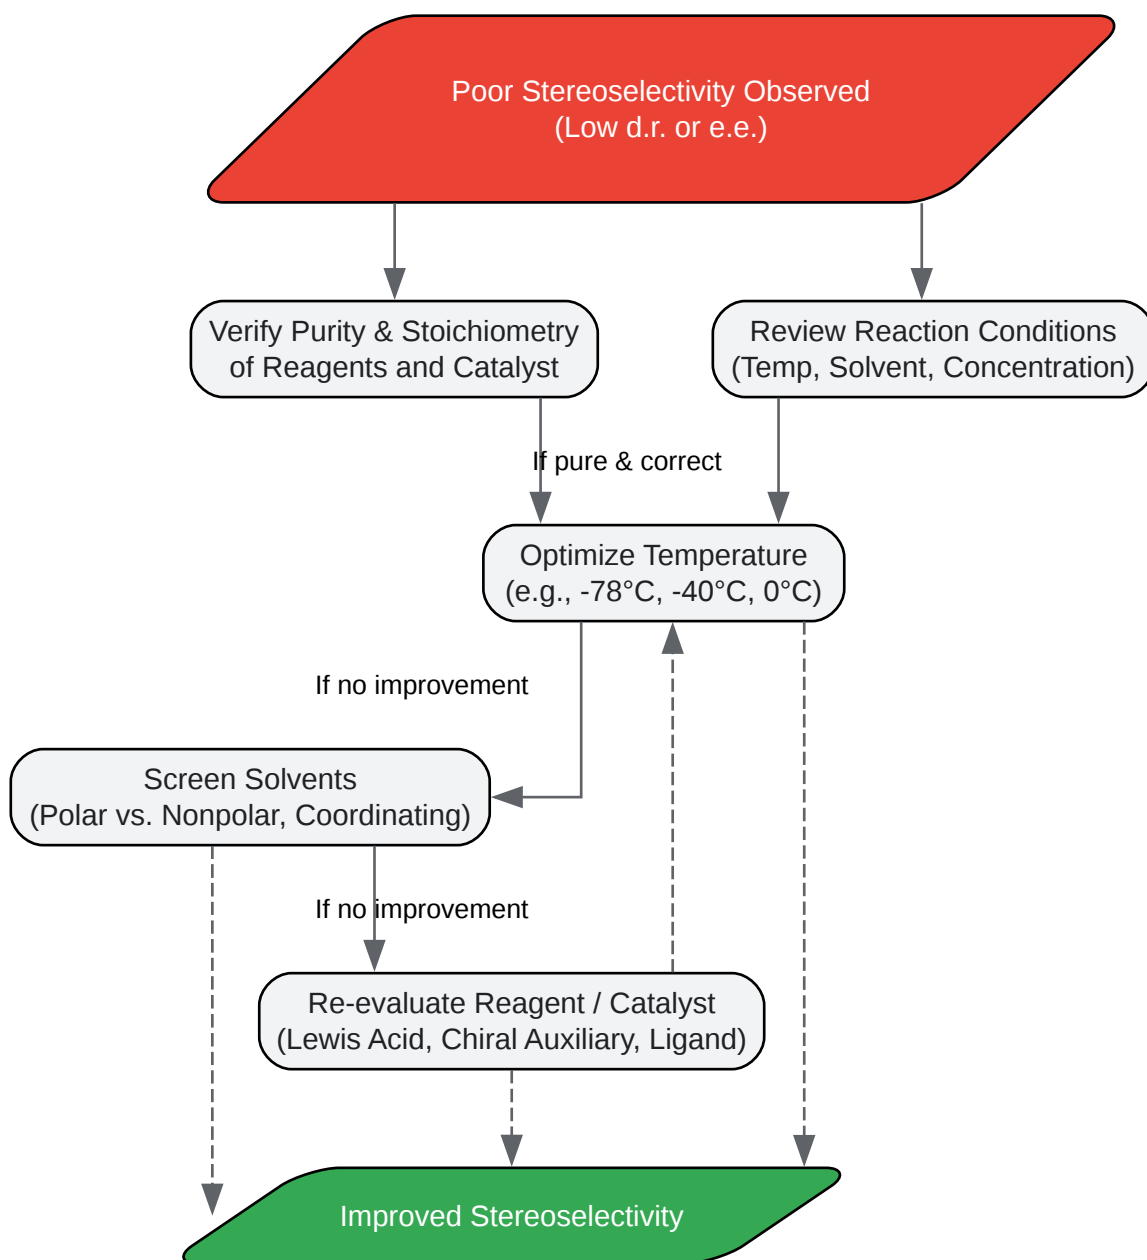 Poor Stereoselectivity Observed
(Low d.r. or e.e.)
Verify Purity & Stoichiometry
of Reagents and Catalyst
Review Reaction Conditions
(Temp, Solvent, Concentration)
If pure & correct
Optimize Temperature
(e.g., -78°C, -40°C, 0°C)
If no improvement
Screen Solvents
(Polar vs. Nonpolar, Coordinating)
If no improvement
Re-evaluate Reagent / Catalyst
(Lewis Acid, Chiral Auxiliary, Ligand)
Improved Stereoselectivity